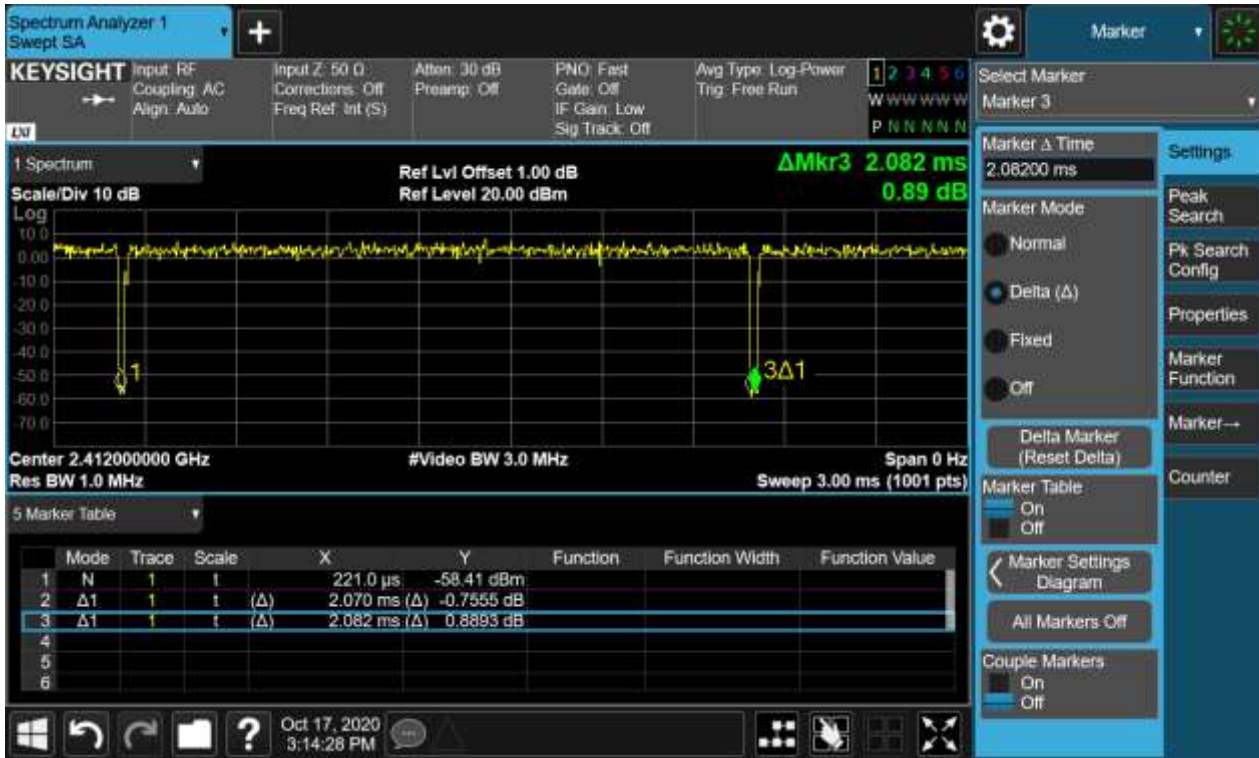 Spectrum Analyzer 1
Swept SA
+
Marker
KEYSIGHT
LXI
Input: RF
Coupling: AC
Align: Auto
Input Z: 50 Ω
Corrections: Off
Freq Ref: Int (S)
Atten: 30 dB
Preamp: Off
PNO: Fast
Gate: Off
IF Gain: Low
Sig Track: Off
Avg Type: Log-Power
Trig: Free Run
1 2 3 4 5 6
W W W W W W
P N N N N N
Select Marker
Marker 3
1 Spectrum
Scale/Div 10 dB
Ref Lvl Offset 1.00 dB
Ref Level 20.00 dBm
ΔMkr3 2.082 ms
0.89 dB
Log
10.0
0.00
-10.0
-20.0
-30.0
-40.0
-50.0
-60.0
-70.0
1
3Δ1
Center 2.412000000 GHz
#Video BW 3.0 MHz
Span 0 Hz
Res BW 1.0 MHz
Sweep 3.00 ms (1001 pts)
5 Marker Table
Mode Trace Scale X Y Function Function Width Function Value
1 N 1 t 221.0 µs -58.41 dBm
2 Δ1 1 t (Δ) 2.070 ms (Δ) -0.7555 dB
3 Δ1 1 t (Δ) 2.082 ms (Δ) 0.8893 dB
4
5
6
?
Oct 17, 2020
3:14:28 PM
Marker Δ Time
2.08200 ms
Marker Mode
Normal
Delta (Δ)
Fixed
Off
Delta Marker
(Reset Delta)
Marker Table
On
Off
Marker Settings
Diagram
All Markers Off
Couple Markers
On
Off
Settings
Peak
Search
Pk Search
Config
Properties
Marker
Function
Marker→
Counter